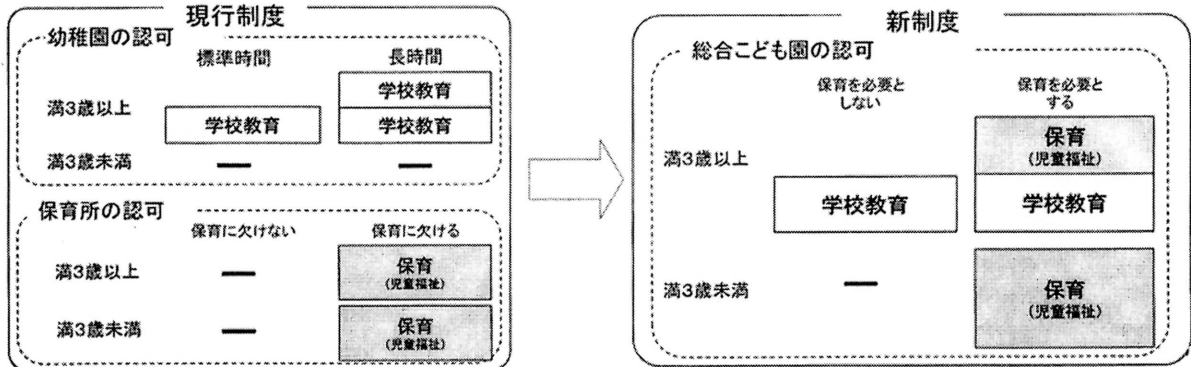 現行制度
幼稚園の認可
標準時間 長時間
満3歳以上
学校教育
学校教育 学校教育
満3歳未満 ー ー
保育所の認可
保育に欠けない 保育に欠ける
満3歳以上 ー 保育
(児童福祉)
満3歳未満 ー 保育
(児童福祉)
新制度
総合こども園の認可
保育を必要と
しない
保育を必要と
する
満3歳以上
保育
(児童福祉)
学校教育 学校教育
満3歳未満 ー 保育
(児童福祉)